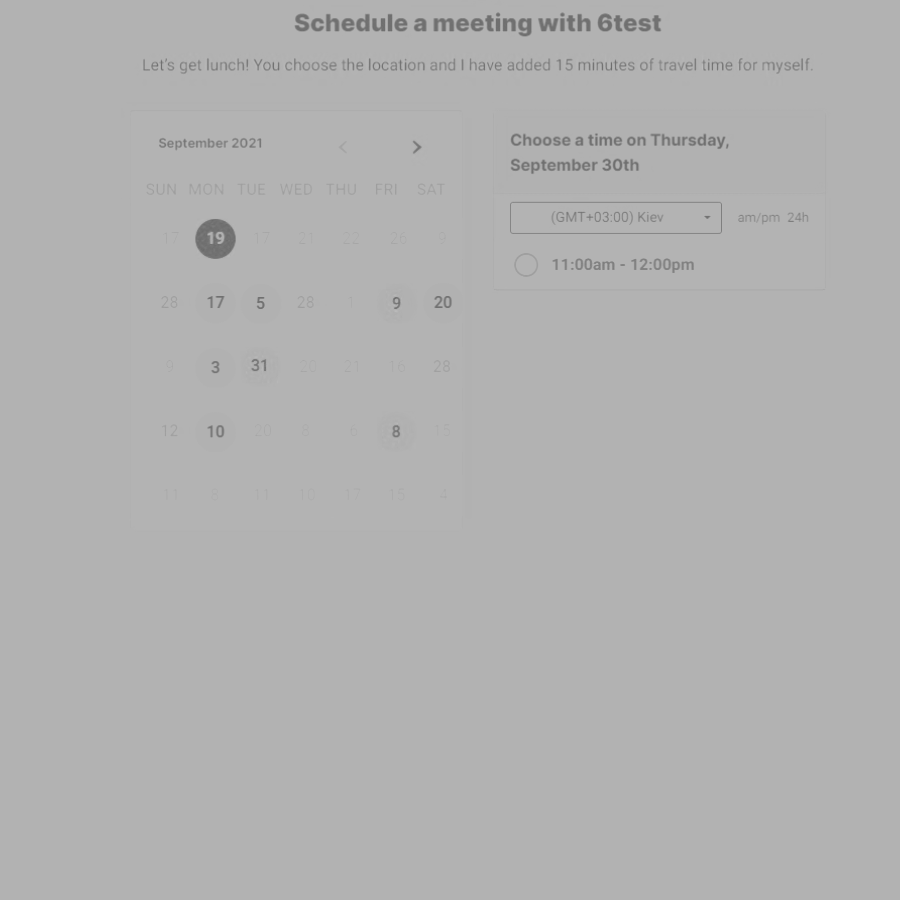 Schedule a meeting with 6test
Let's get lunch! You choose the location and I have added 15 minutes of travel time for myself.
September 2021
SUN MON TUE WED THU FRI SAT
17 19 17 21 22 26 9
28 17 5 28 1 9 20
9 3 31 20 21 16 28
12 10 20 8 6 8 15
11 8 11 10 17 15 4
Choose a time on Thursday,
September 30th
(GMT+03:00) Kiev am/pm 24h
11:00am - 12:00pm